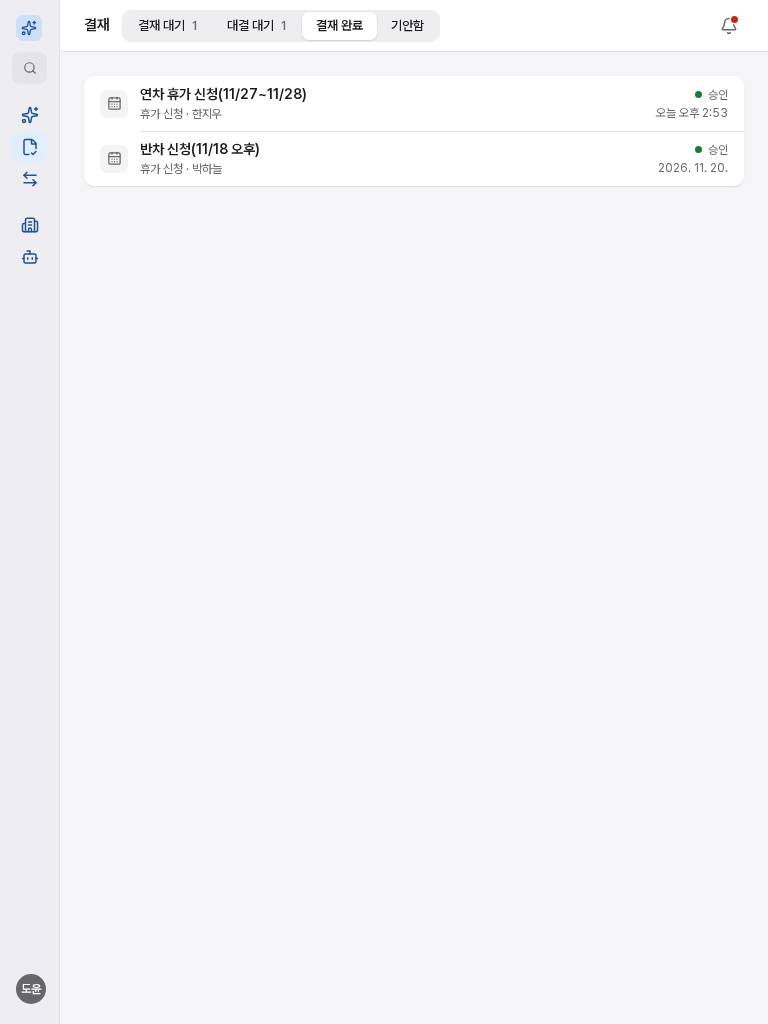 결재 결재 대기 1 대결 대기 1 결재 완료 기안함
연차 휴가 신청(11/27~11/28) 승인
휴가 신청 · 한지우 오늘 오후 2:53
반차 신청(11/18 오후) 승인
휴가 신청 · 박하늘 2026. 11. 20.
도윤